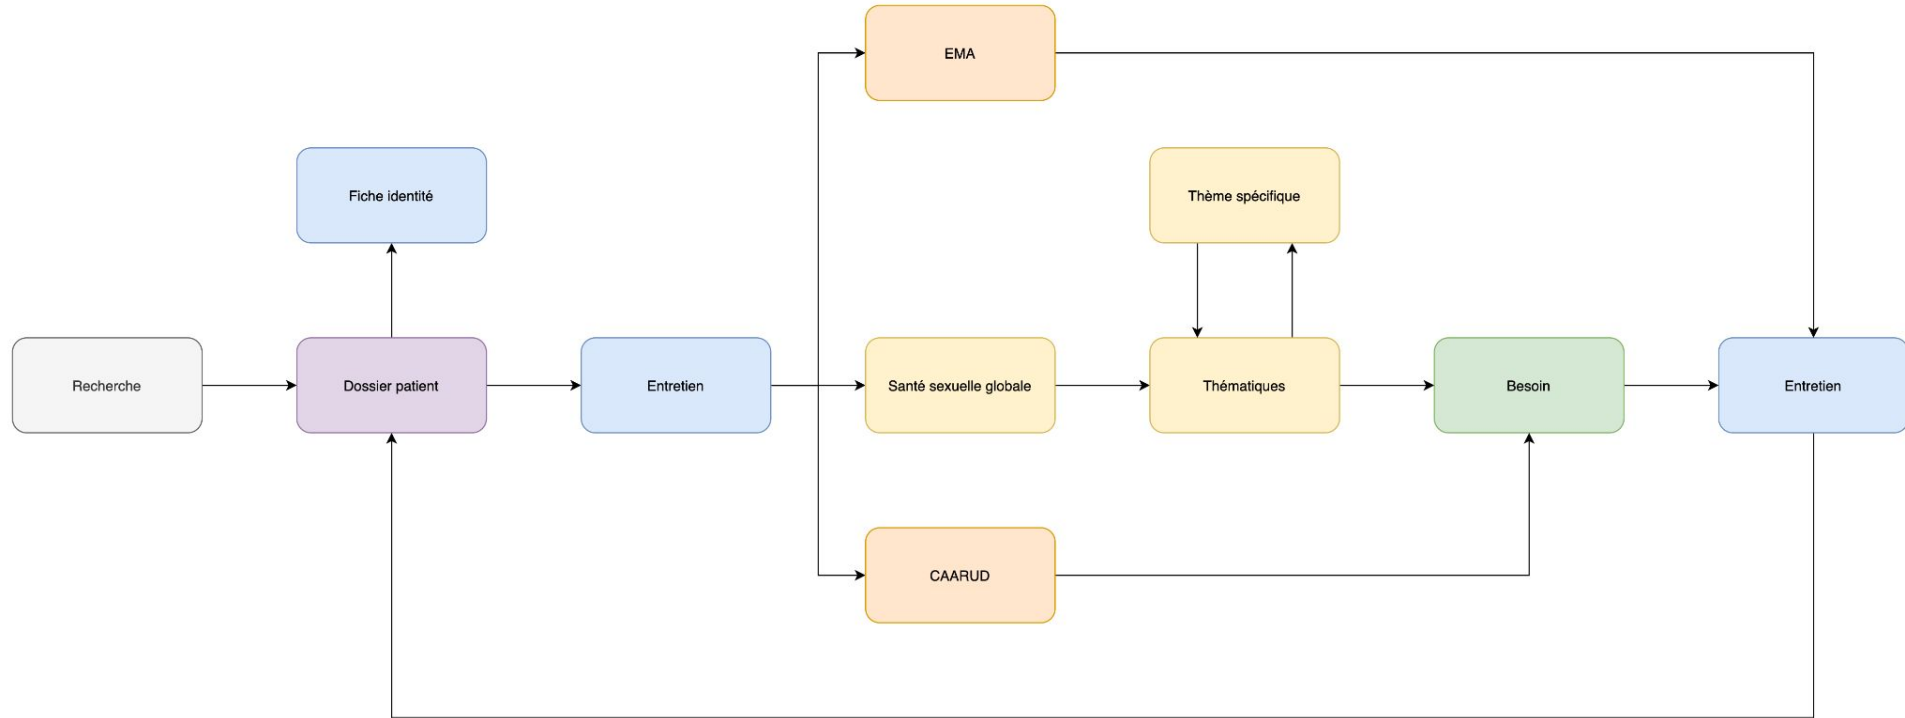 EMA
Fiche identité
Thème spécifique
Recherche
Dossier patient
Entretien
Santé sexuelle globale
Thématiques
Besoin
Entretien
CAARUD